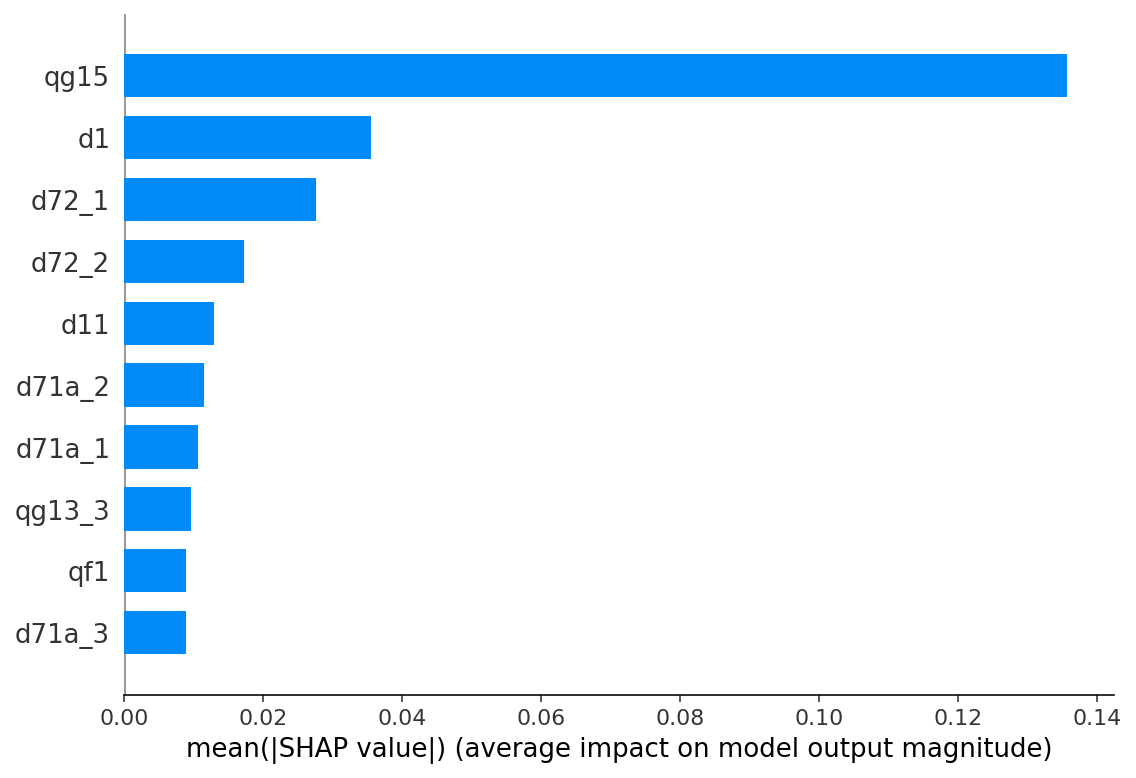 qg15
d1
d72_1
d72_2
d11
d71a_2
d71a_1
qg13_3
qf1
d71a_3
0.00 0.02 0.04 0.06 0.08 0.10 0.12 0.14
mean(|SHAP value|) (average impact on model output magnitude)